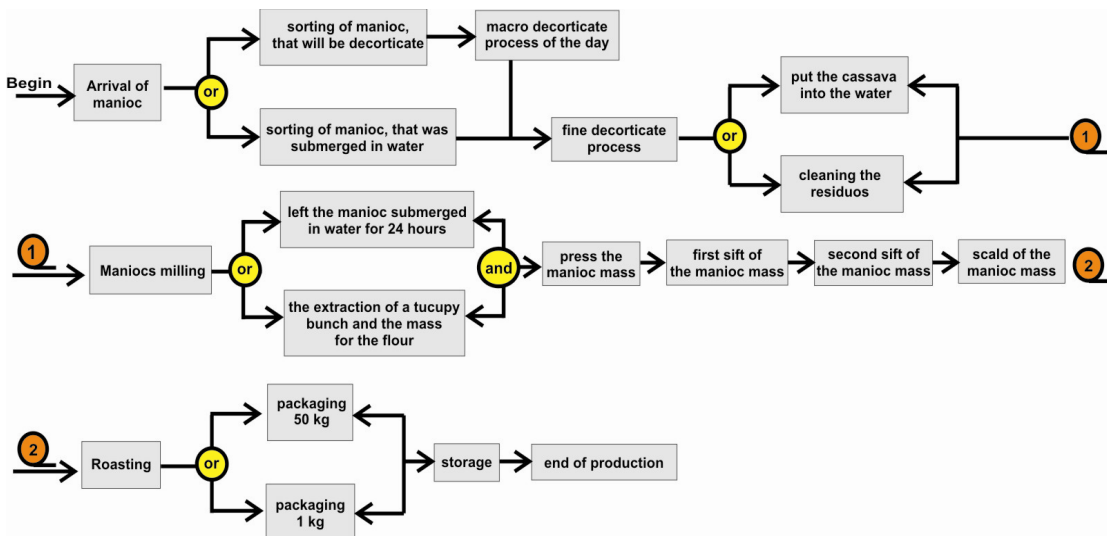 Begin
Arrival of
manioc
or
sorting of manioc,
that will be decorticate
macro decorticate
process of the day
sorting of manioc, that was
submerged in water
fine decorticate
process
or
put the cassava
into the water
cleaning the
residuos
1
1
Maniocs milling
or
left the manioc submerged
in water for 24 hours
the extraction of a tucupy
bunch and the mass
for the flour
and
press the
manioc mass
first sift of
the manioc mass
second sift of
the manioc mass
scald of the
manioc mass
2
2
Roasting
or
packaging
50 kg
packaging
1 kg
storage
end of production